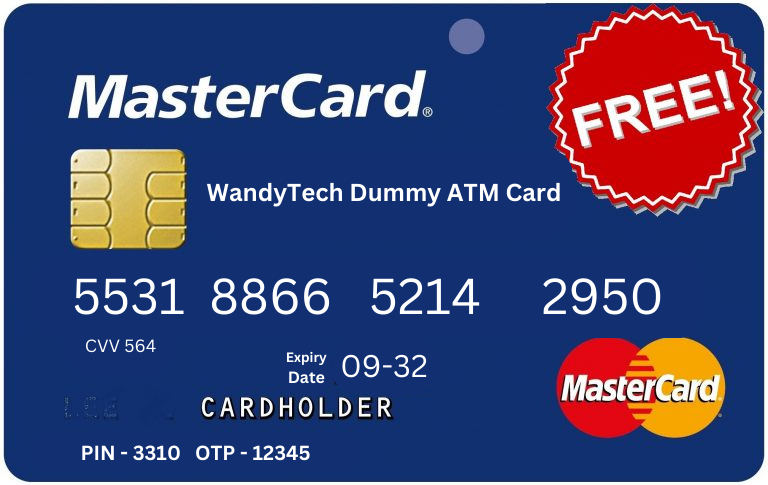 MasterCard®
FREE!
WandyTech Dummy ATM Card
5531 8866 5214 2950
CVV 564
Expiry
Date 09-32
MasterCard
LEE CARDHOLDER
PIN - 3310 OTP - 12345